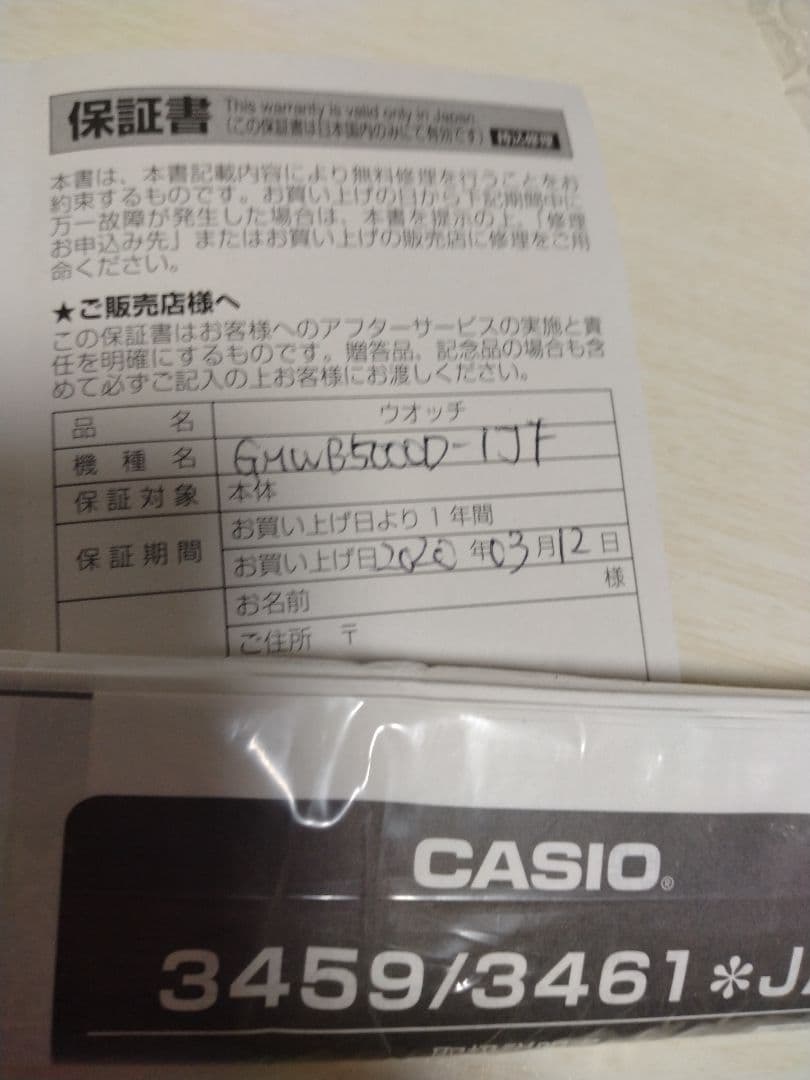 保証書
This warranty is valid only in Japan.
(この保証書は日本国内のみにて有効です) 持込修理
本書は、本書記載内容により無料修理を行うことをお
約束するものです。お買い上げの日から下記期間中に
万一故障が発生した場合は、本書を提示の上、「修理
お申込み先」またはお買い上げの販売店に修理をご用
命ください。
★ご販売店様へ
この保証書はお客様へのアフターサービスの実施と責
任を明確にするものです。贈答品、記念品の場合も含
めて必ずご記入の上お客様にお渡しください。
品名 ウオッチ
機種名 GMWB5000D-1JF
保証対象 本体
保証期間 お買い上げ日より1年間
お買い上げ日2020年03月12日
お名前 様
ご住所 〒
CASIO®
3459/3461*JA